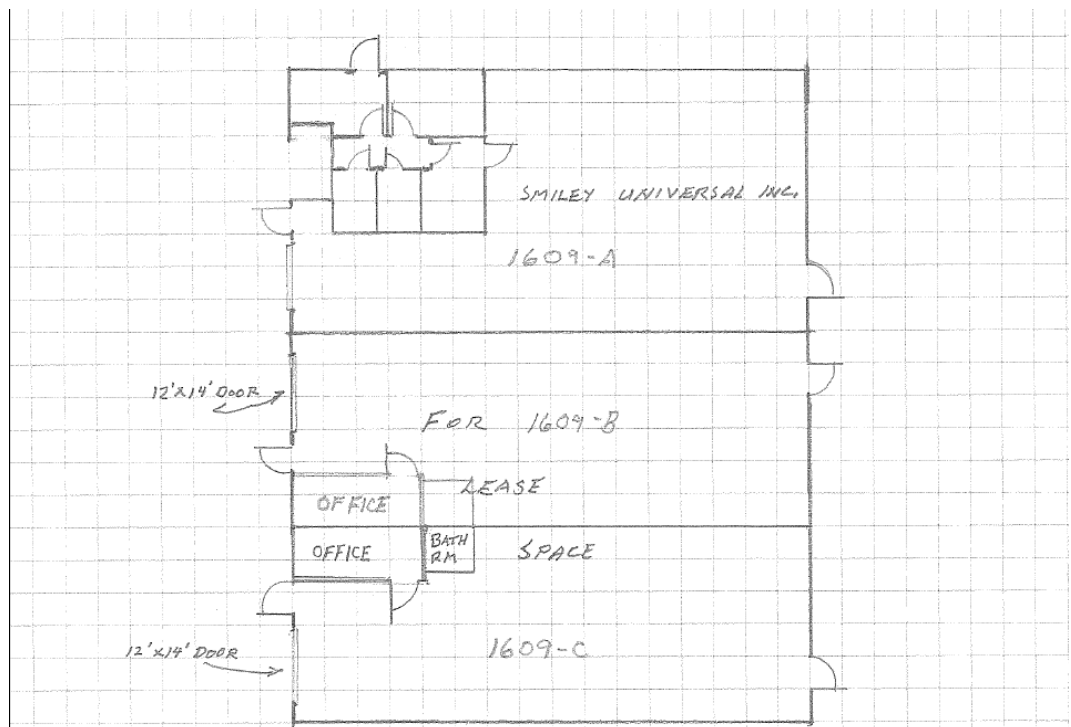 SMILEY UNIVERSAL INC.
1609-A
12'X14' DOOR
FOR 1609-B
LEASE
OFFICE
OFFICE
BATH
RM
SPACE
1609-C
12'X14' DOOR